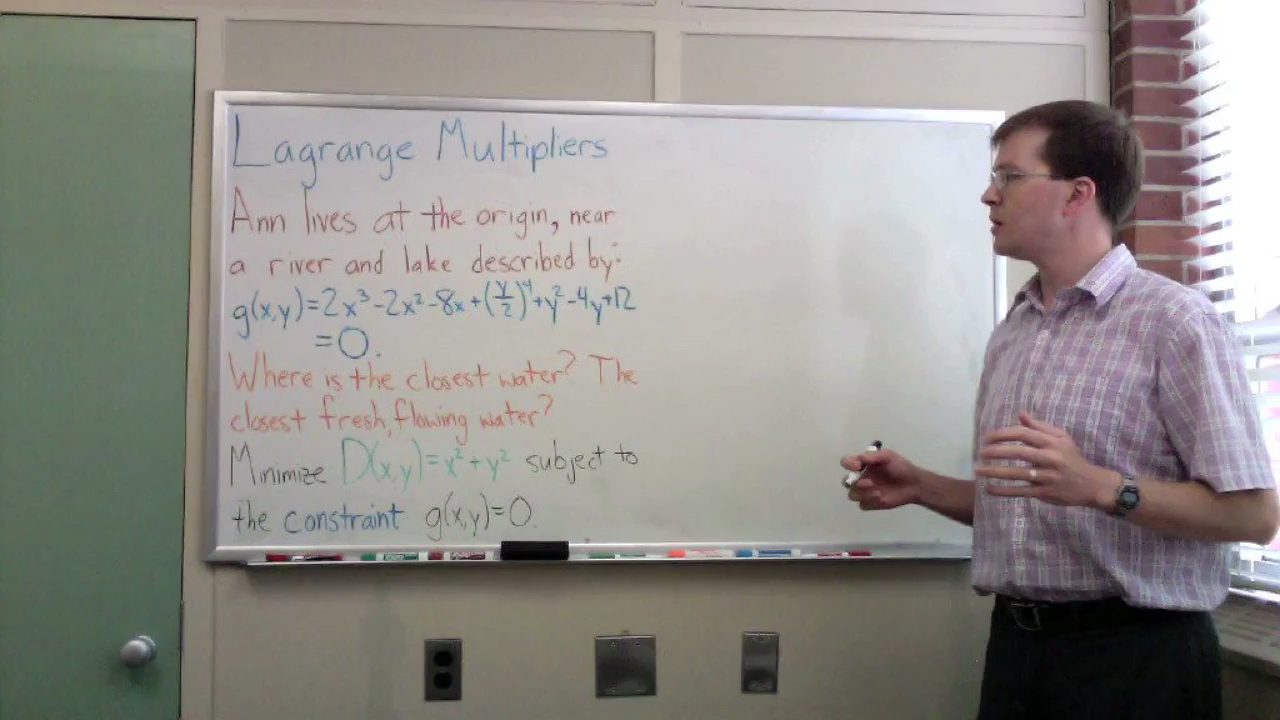 Lagrange Multipliers
Ann lives at the origin, near
a river and lake described by:
g(x,y)=2x³-2x²-8x+(y/2)⁴+y²-4y+12
=0.
Where is the closest water? The
closest fresh, flowing water?
Minimize D(x,y)=x²+y² subject to
the constraint g(x,y)=0.